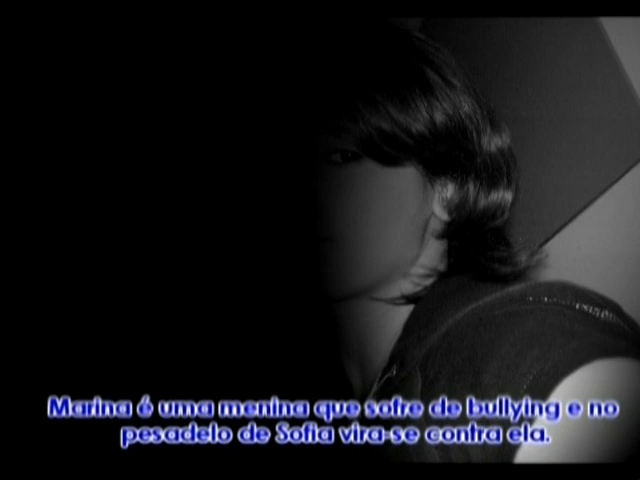 Marina é uma menina que sofre de bullying e no
pesadelo de Sofia vira-se contra ela.